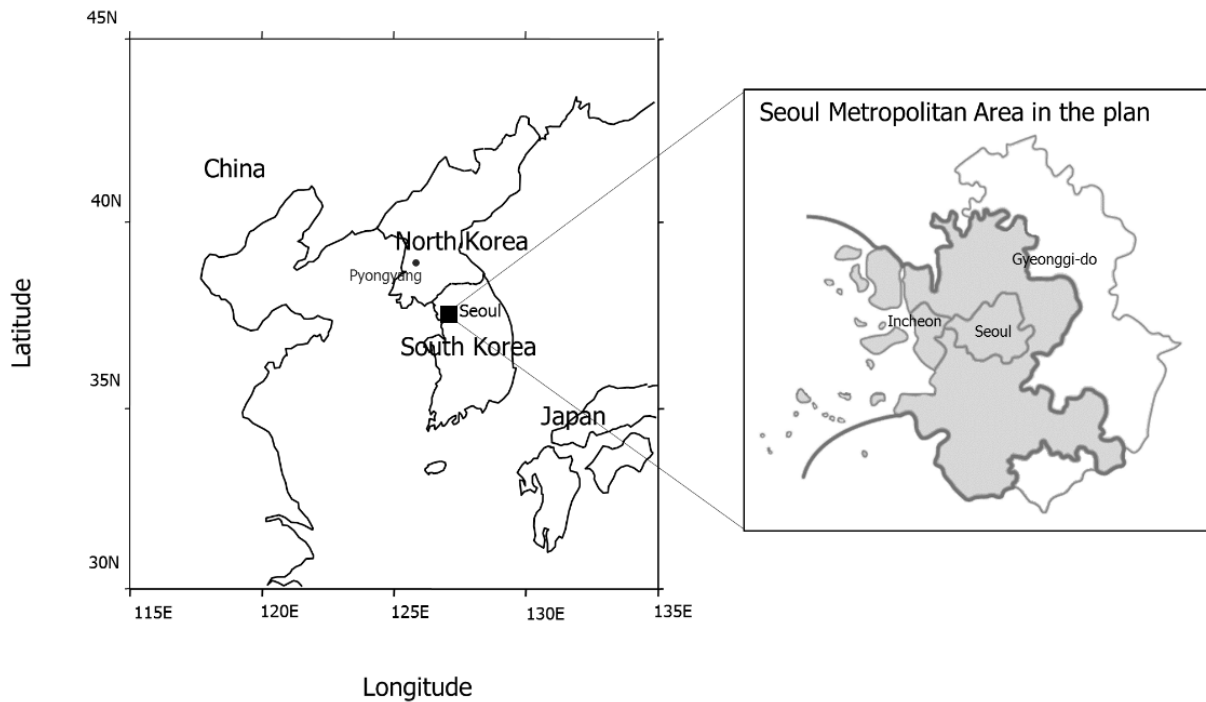 45N
40N
35N
30N
Latitude
115E
120E
125E
130E
135E
Longitude
China
North Korea
Pyongyang
Seoul
South Korea
Japan
Seoul Metropolitan Area in the plan
Gyeonggi-do
Incheon
Seoul